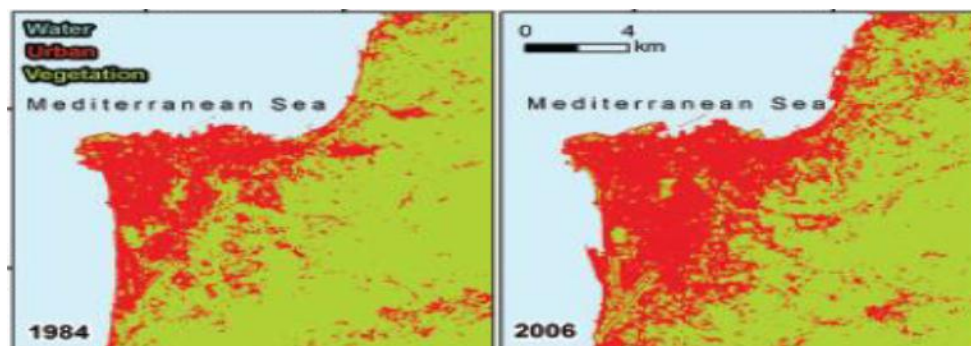 Water
Urban
Vegetation
Mediterranean Sea
1984
0 4
km
Mediterranean Sea
2006